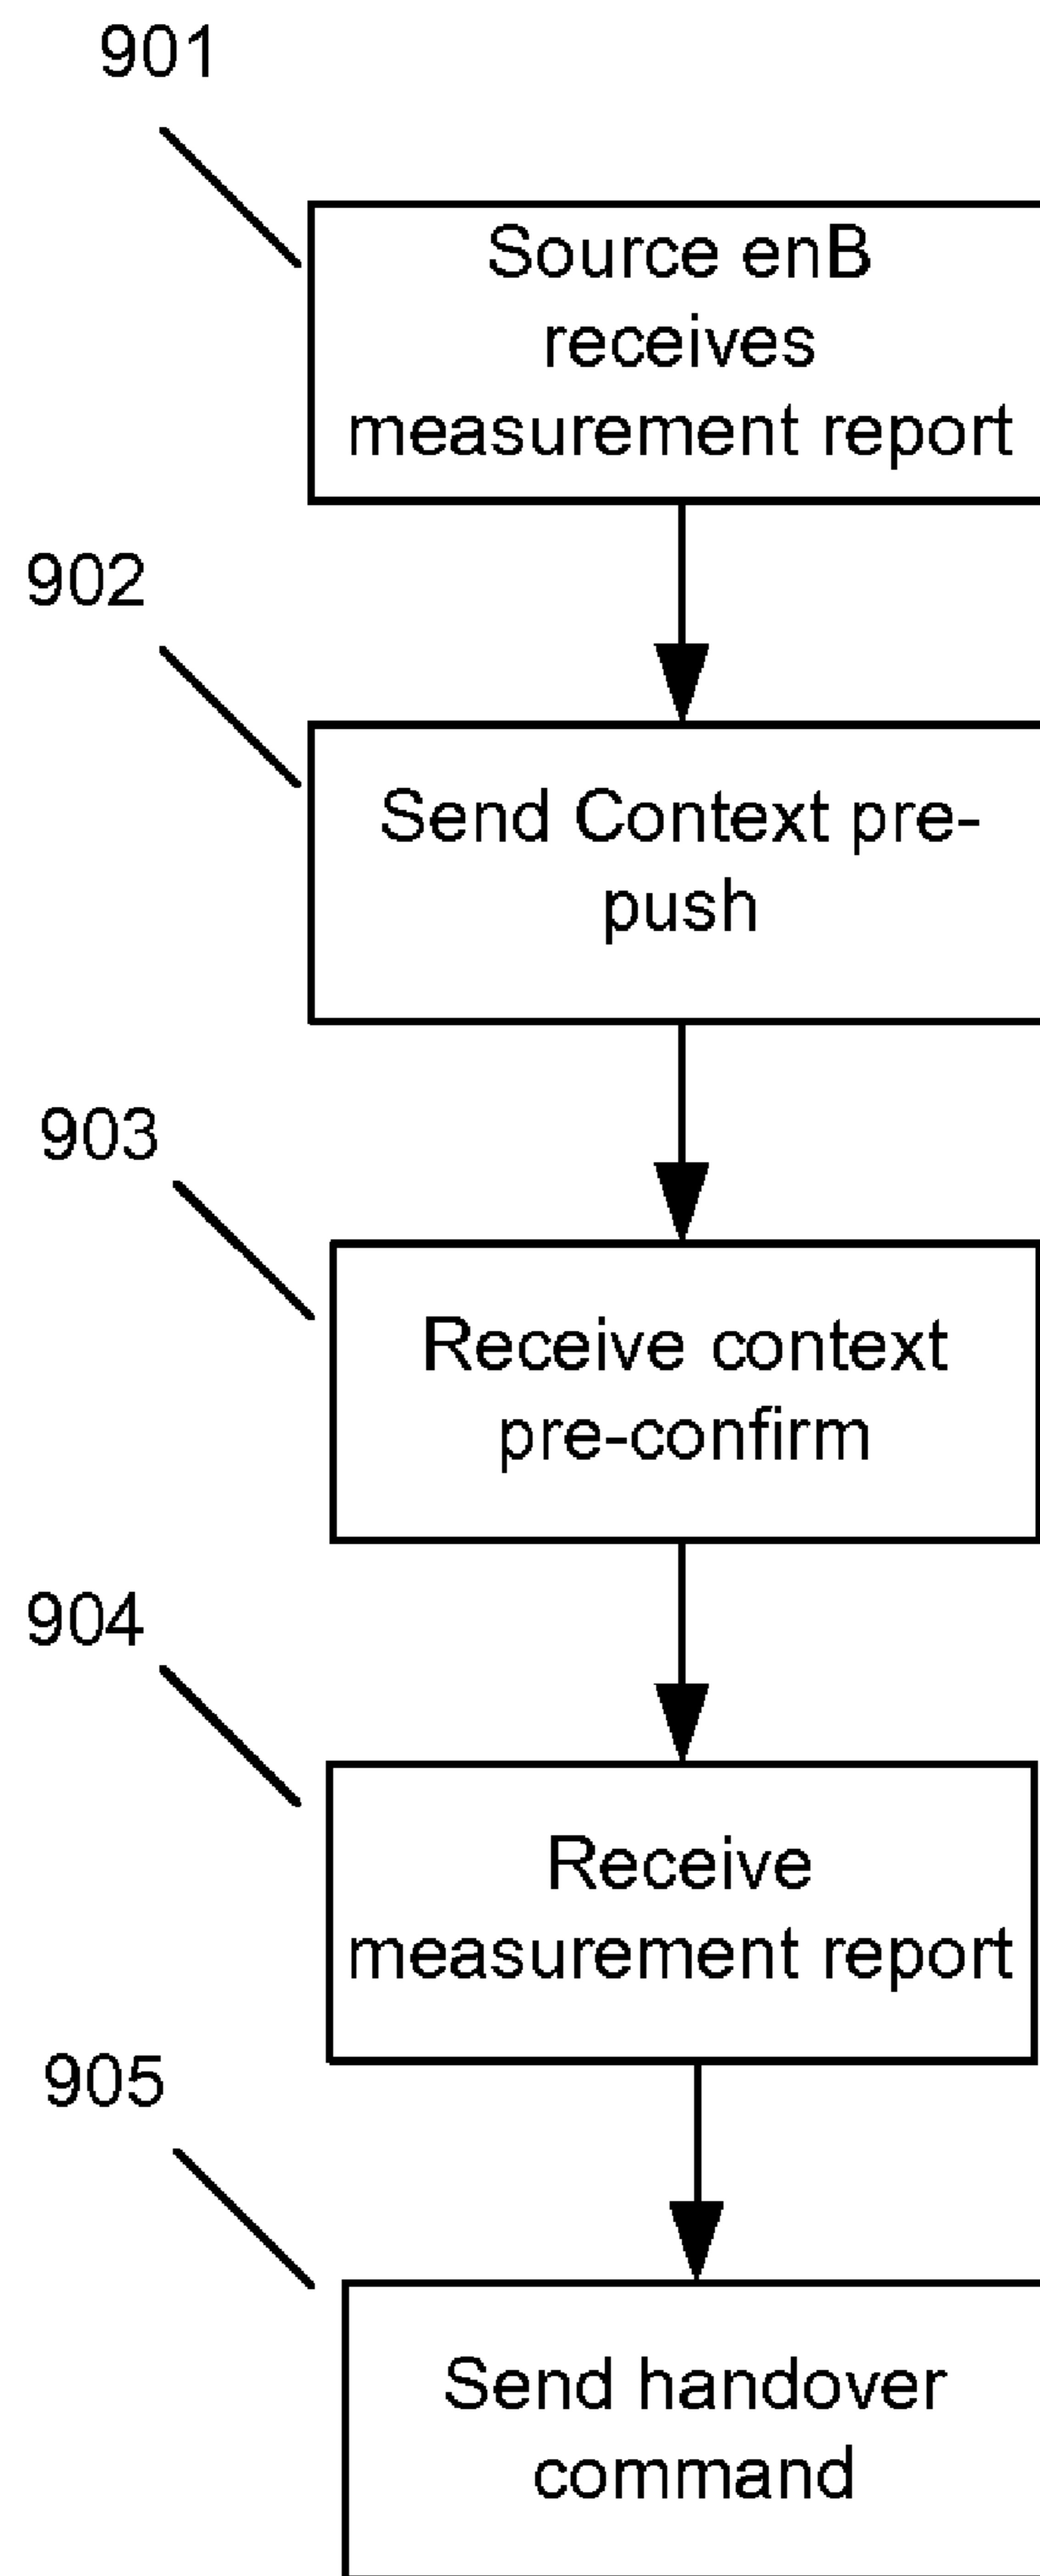 901
Source enB
receives
measurement report
902
Send Context pre-
push
903
Receive context
pre-confirm
904
Receive
measurement report
905
Send handover
command